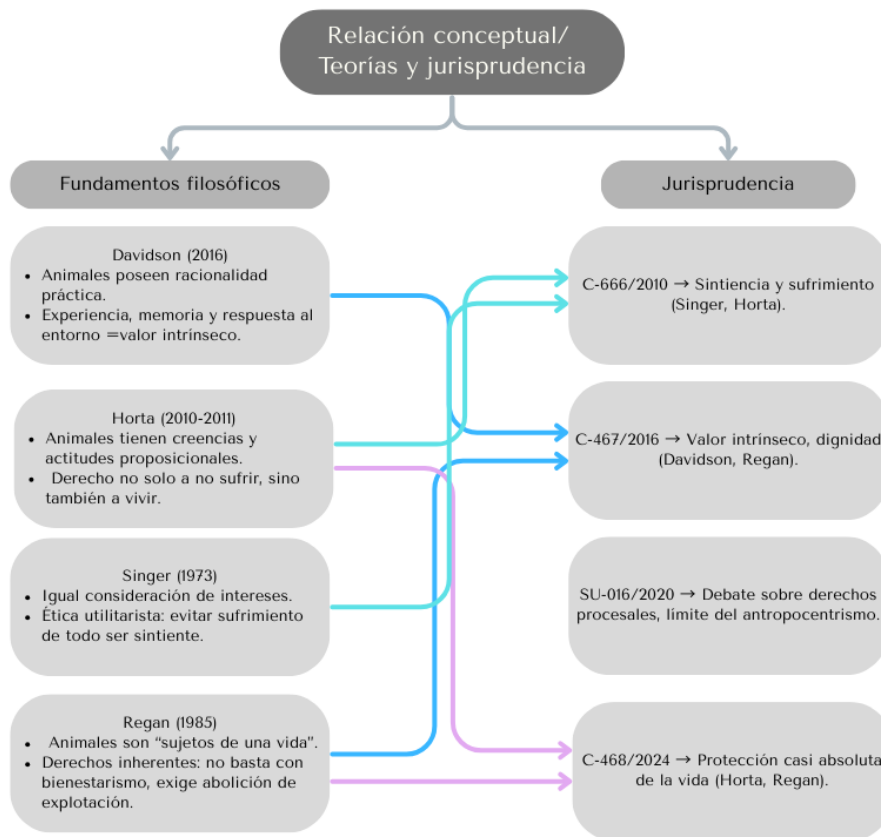 Relación conceptual/
Teorías y jurisprudencia
Fundamentos filosóficos
Davidson (2016)
• Animales poseen racionalidad
práctica.
• Experiencia, memoria y respuesta al
entorno =valor intrínseco.
Horta (2010-2011)
• Animales tienen creencias y
actitudes proposicionales.
• Derecho no solo a no sufrir, sino
también a vivir.
Singer (1973)
• Igual consideración de intereses.
• Ética utilitarista: evitar sufrimiento
de todo ser sintiente.
Regan (1985)
• Animales son “sujetos de una vida”.
• Derechos inherentes: no basta con
bienestarismo, exige abolición de
explotación.
Jurisprudencia
C-666/2010 → Sintiencia y sufrimiento
(Singer, Horta).
C-467/2016 → Valor intrínseco, dignidad
(Davidson, Regan).
SU-016/2020 → Debate sobre derechos
procesales, límite del antropocentrismo.
C-468/2024 → Protección casi absoluta
de la vida (Horta, Regan).